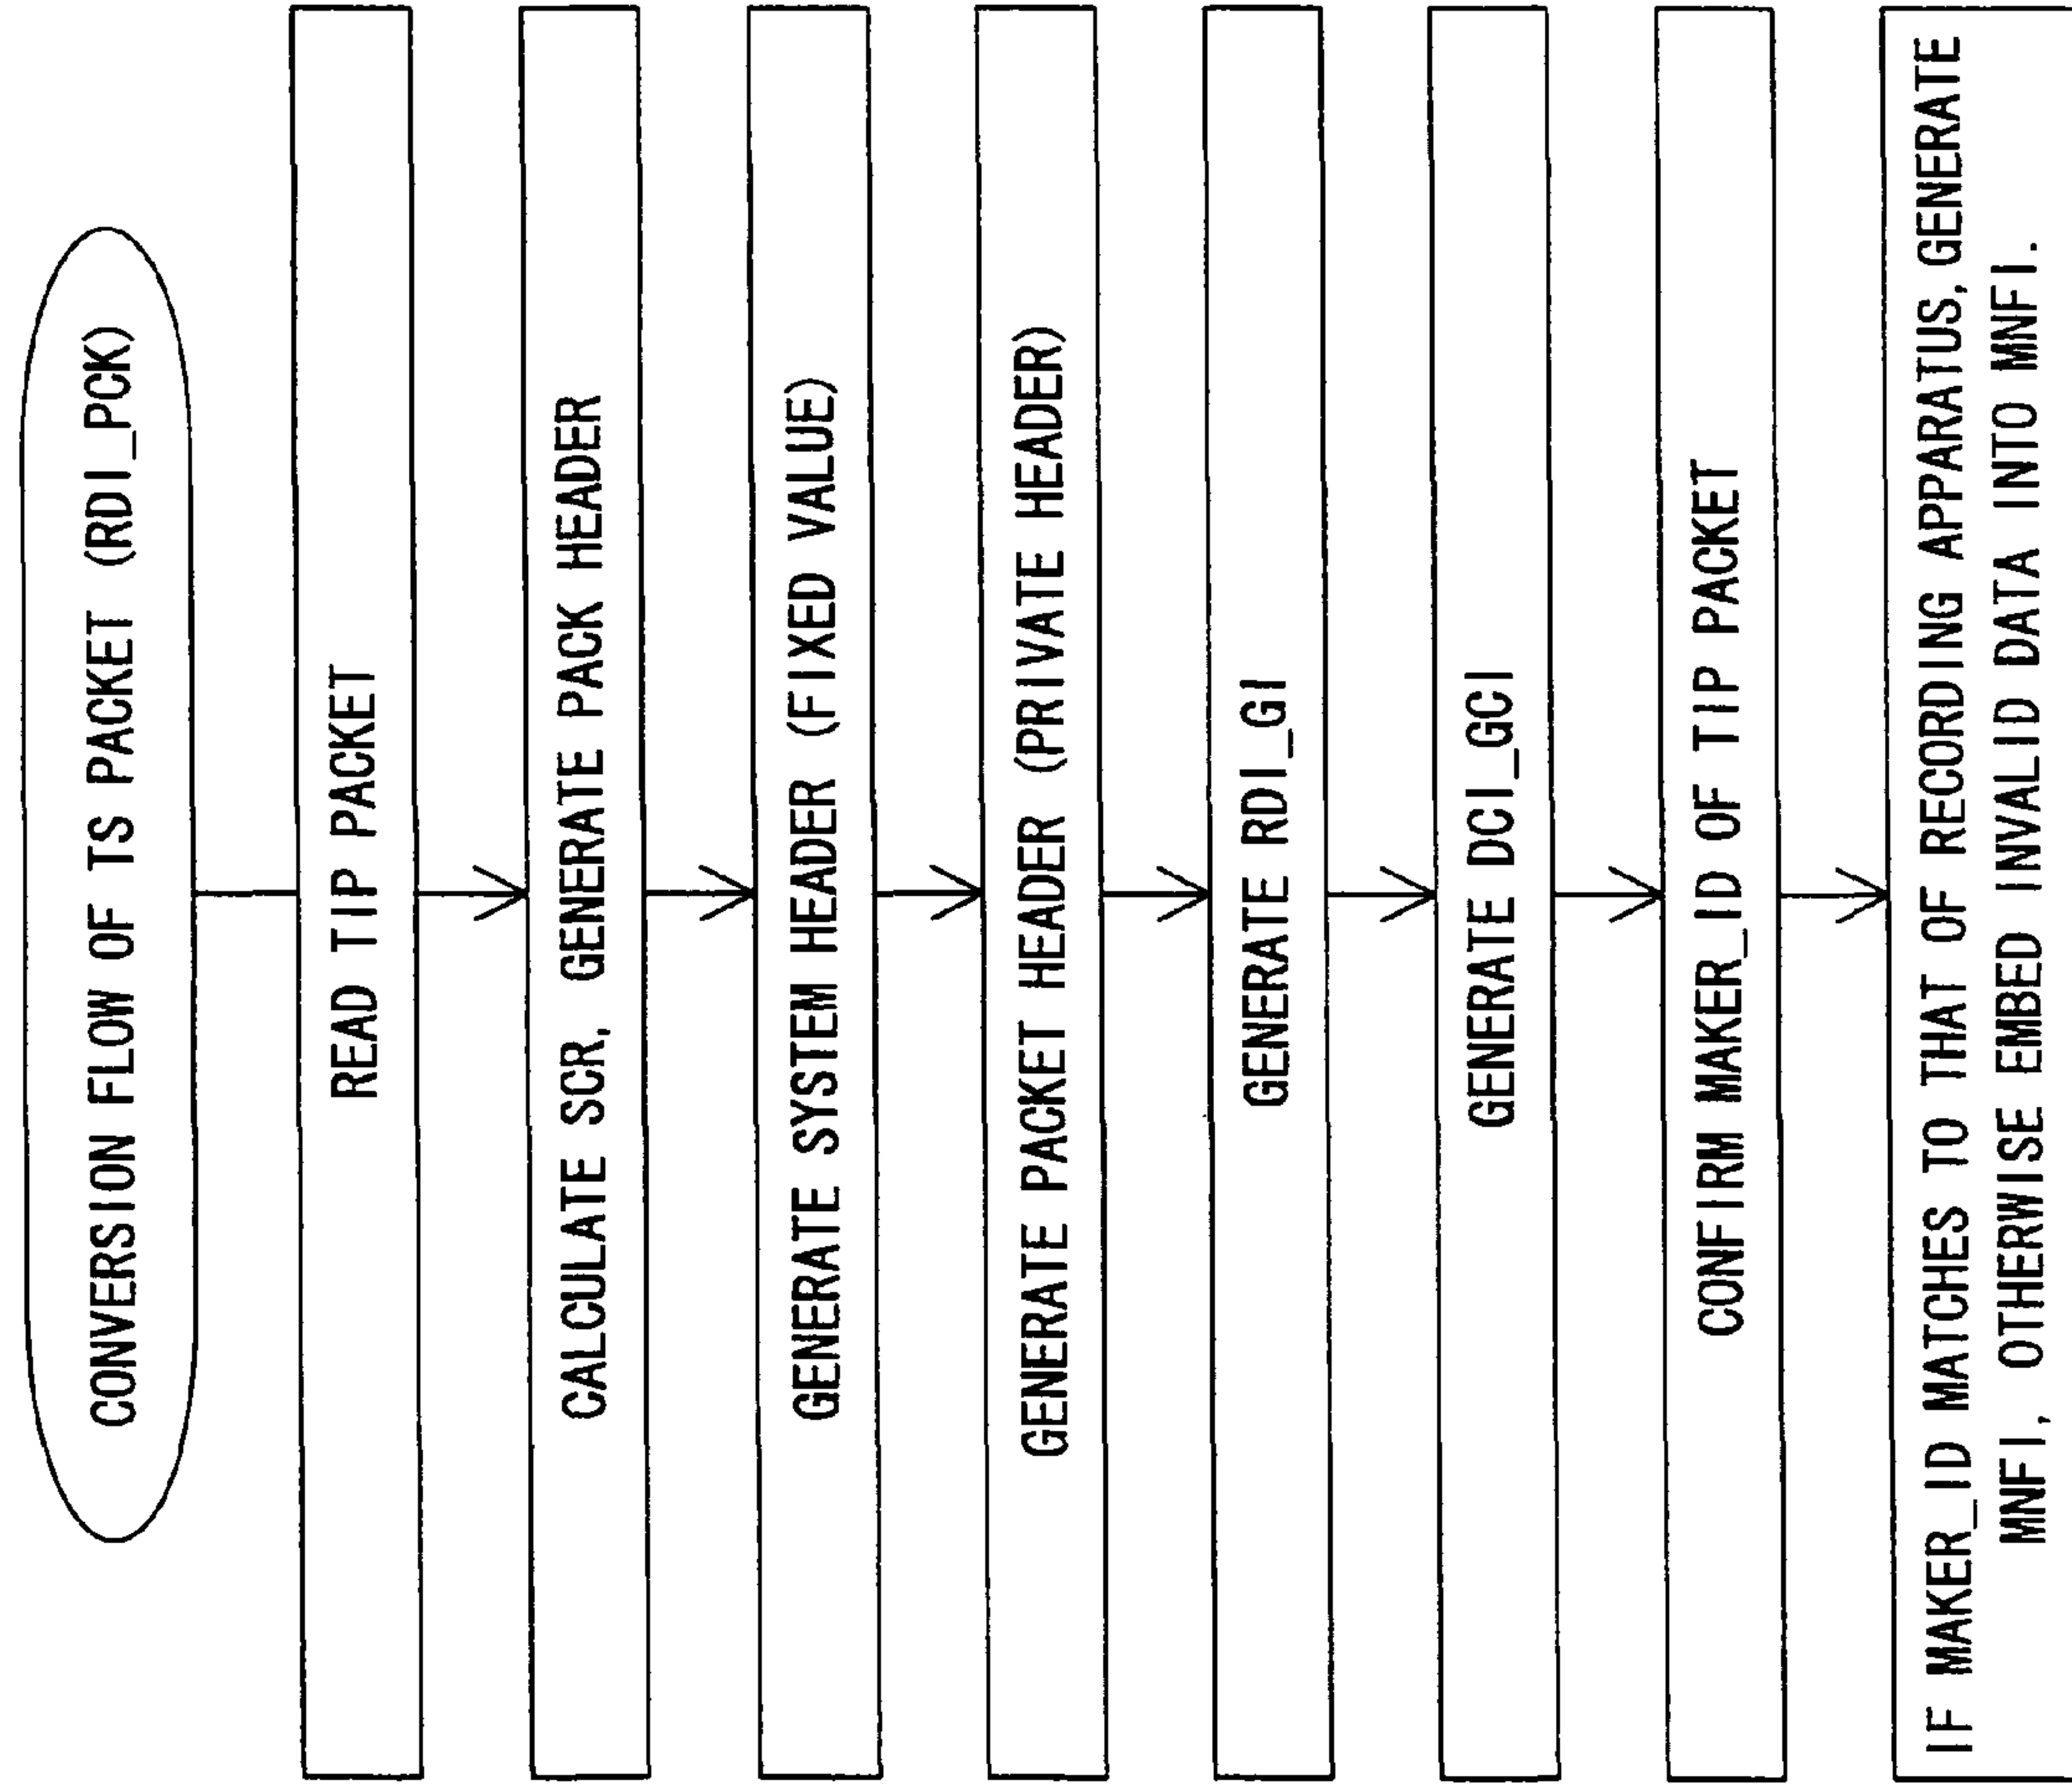 CONVERSION FLOW OF TS PACKET (RDI_PCK)
READ TIP PACKET
CALCULATE SCR, GENERATE PACK HEADER
GENERATE SYSTEM HEADER (FIXED VALUE)
GENERATE PACKET HEADER (PRIVATE HEADER)
GENERATE RDI_GI
GENERATE DCI_GCI
CONFIRM MAKER_ID OF TIP PACKET
IF MAKER_ID MATCHES TO THAT OF RECORDING APPARATUS, GENERATE
MNFI, OTHERWISE EMBED INVALID DATA INTO MNFI.